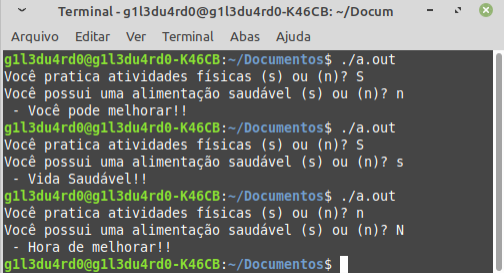 Terminal - g1l3du4rd0@g1l3du4rd0-K46CB: ~/Docum
Arquivo Editar Ver Terminal Abas Ajuda
g1l3du4rd0@g1l3du4rd0-K46CB:~/Documentos$ ./a.out
Você pratica atividades físicas (s) ou (n)? S
Você possui uma alimentação saudável (s) ou (n)? n
- Você pode melhorar!!
g1l3du4rd0@g1l3du4rd0-K46CB:~/Documentos$ ./a.out
Você pratica atividades físicas (s) ou (n)? S
Você possui uma alimentação saudável (s) ou (n)? s
- Vida Saudável!!
g1l3du4rd0@g1l3du4rd0-K46CB:~/Documentos$ ./a.out
Você pratica atividades físicas (s) ou (n)? n
Você possui uma alimentação saudável (s) ou (n)? N
- Hora de melhorar!!
g1l3du4rd0@g1l3du4rd0-K46CB:~/Documentos$